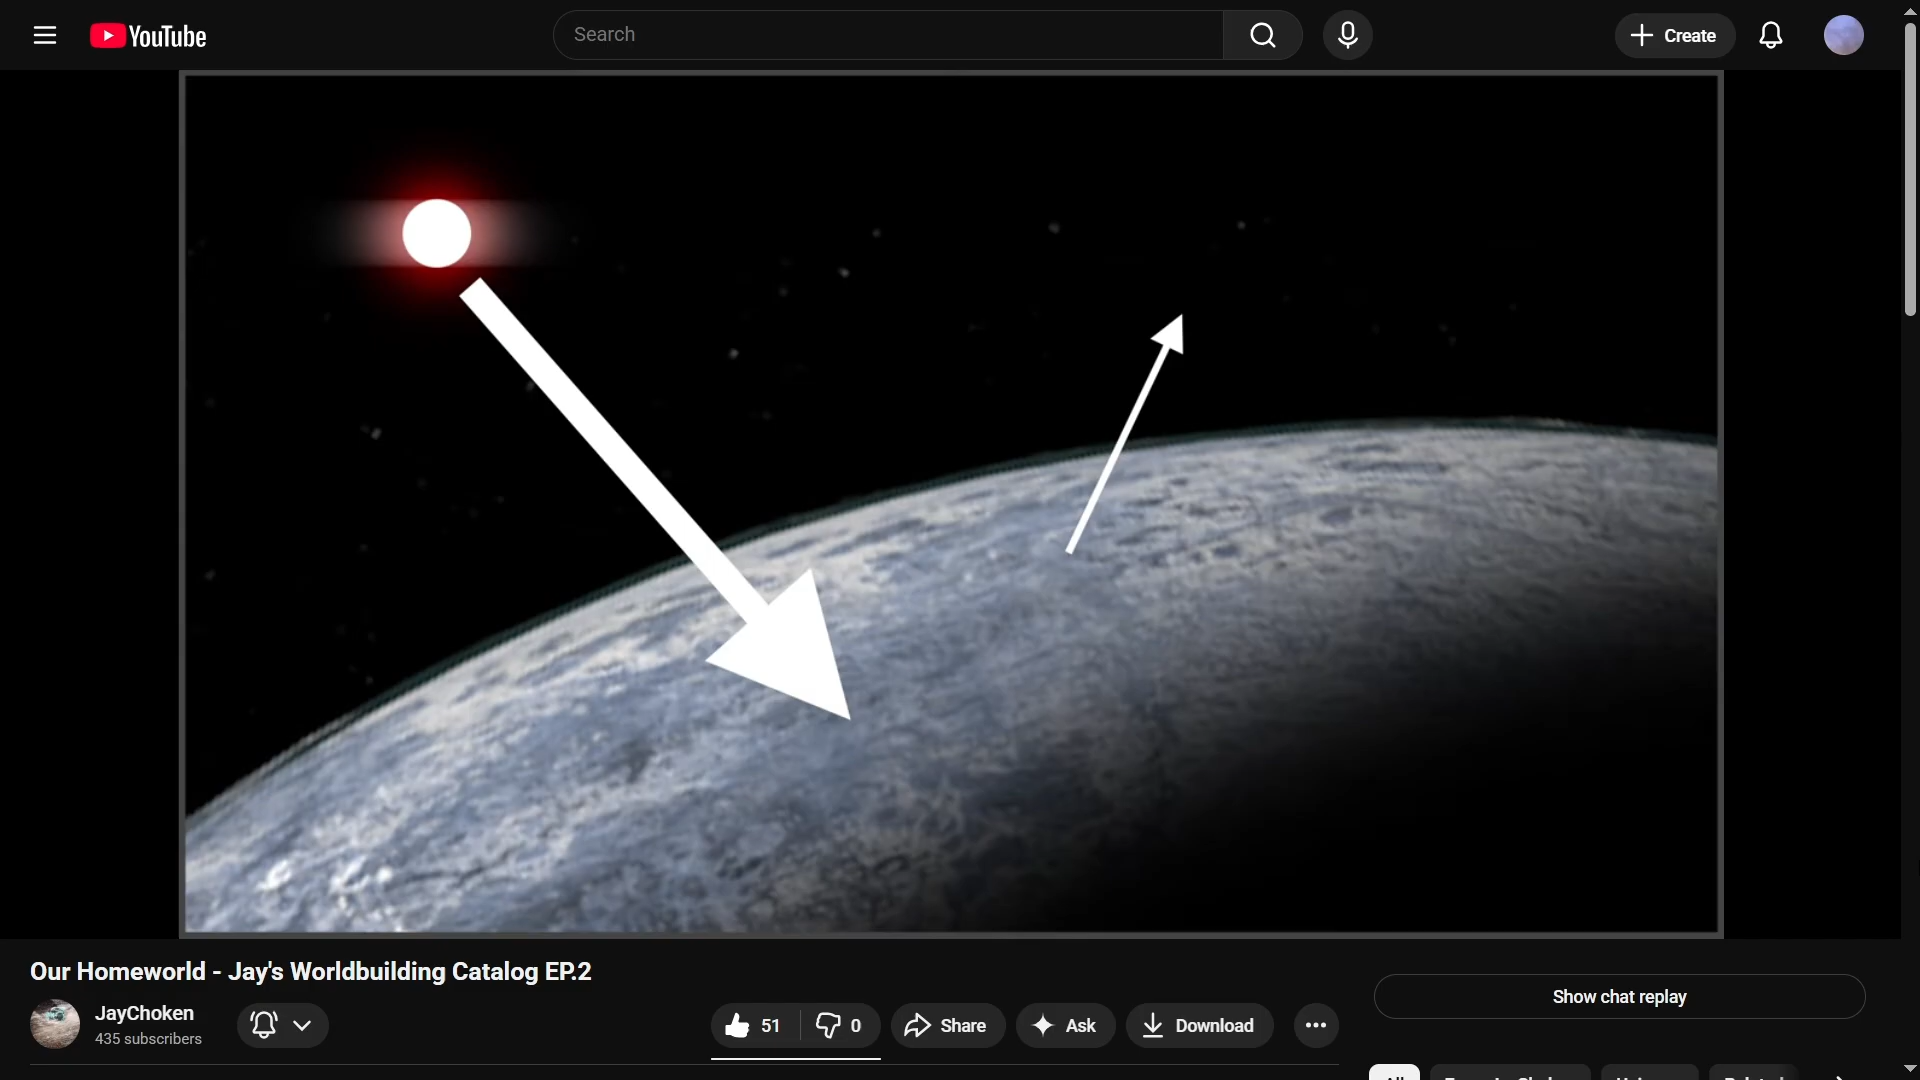 YouTube
Search
Create
Our Homeworld - Jay's Worldbuilding Catalog EP.2
JayChoken
435 subscribers
51
0
Share
Ask
Download
Show chat replay
All